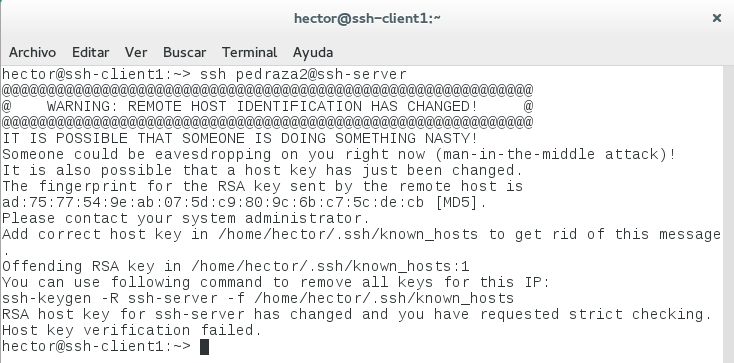 hector@ssh-client1:~
Archivo Editar Ver Buscar Terminal Ayuda
hector@ssh-client1:~> ssh pedraza2@ssh-server
@@@@@@@@@@@@@@@@@@@@@@@@@@@@@@@@@@@@@@@@@@@@@@@@@@@@@@@@@@@
@    WARNING: REMOTE HOST IDENTIFICATION HAS CHANGED!     @
@@@@@@@@@@@@@@@@@@@@@@@@@@@@@@@@@@@@@@@@@@@@@@@@@@@@@@@@@@@
IT IS POSSIBLE THAT SOMEONE IS DOING SOMETHING NASTY!
Someone could be eavesdropping on you right now (man-in-the-middle attack)!
It is also possible that a host key has just been changed.
The fingerprint for the RSA key sent by the remote host is
ad:75:77:54:9e:ab:07:5d:c9:80:9c:6b:c7:5c:de:cb [MD5].
Please contact your system administrator.
Add correct host key in /home/hector/.ssh/known_hosts to get rid of this message
.
Offending RSA key in /home/hector/.ssh/known_hosts:1
You can use following command to remove all keys for this IP:
ssh-keygen -R ssh-server -f /home/hector/.ssh/known_hosts
RSA host key for ssh-server has changed and you have requested strict checking.
Host key verification failed.
hector@ssh-client1:~>